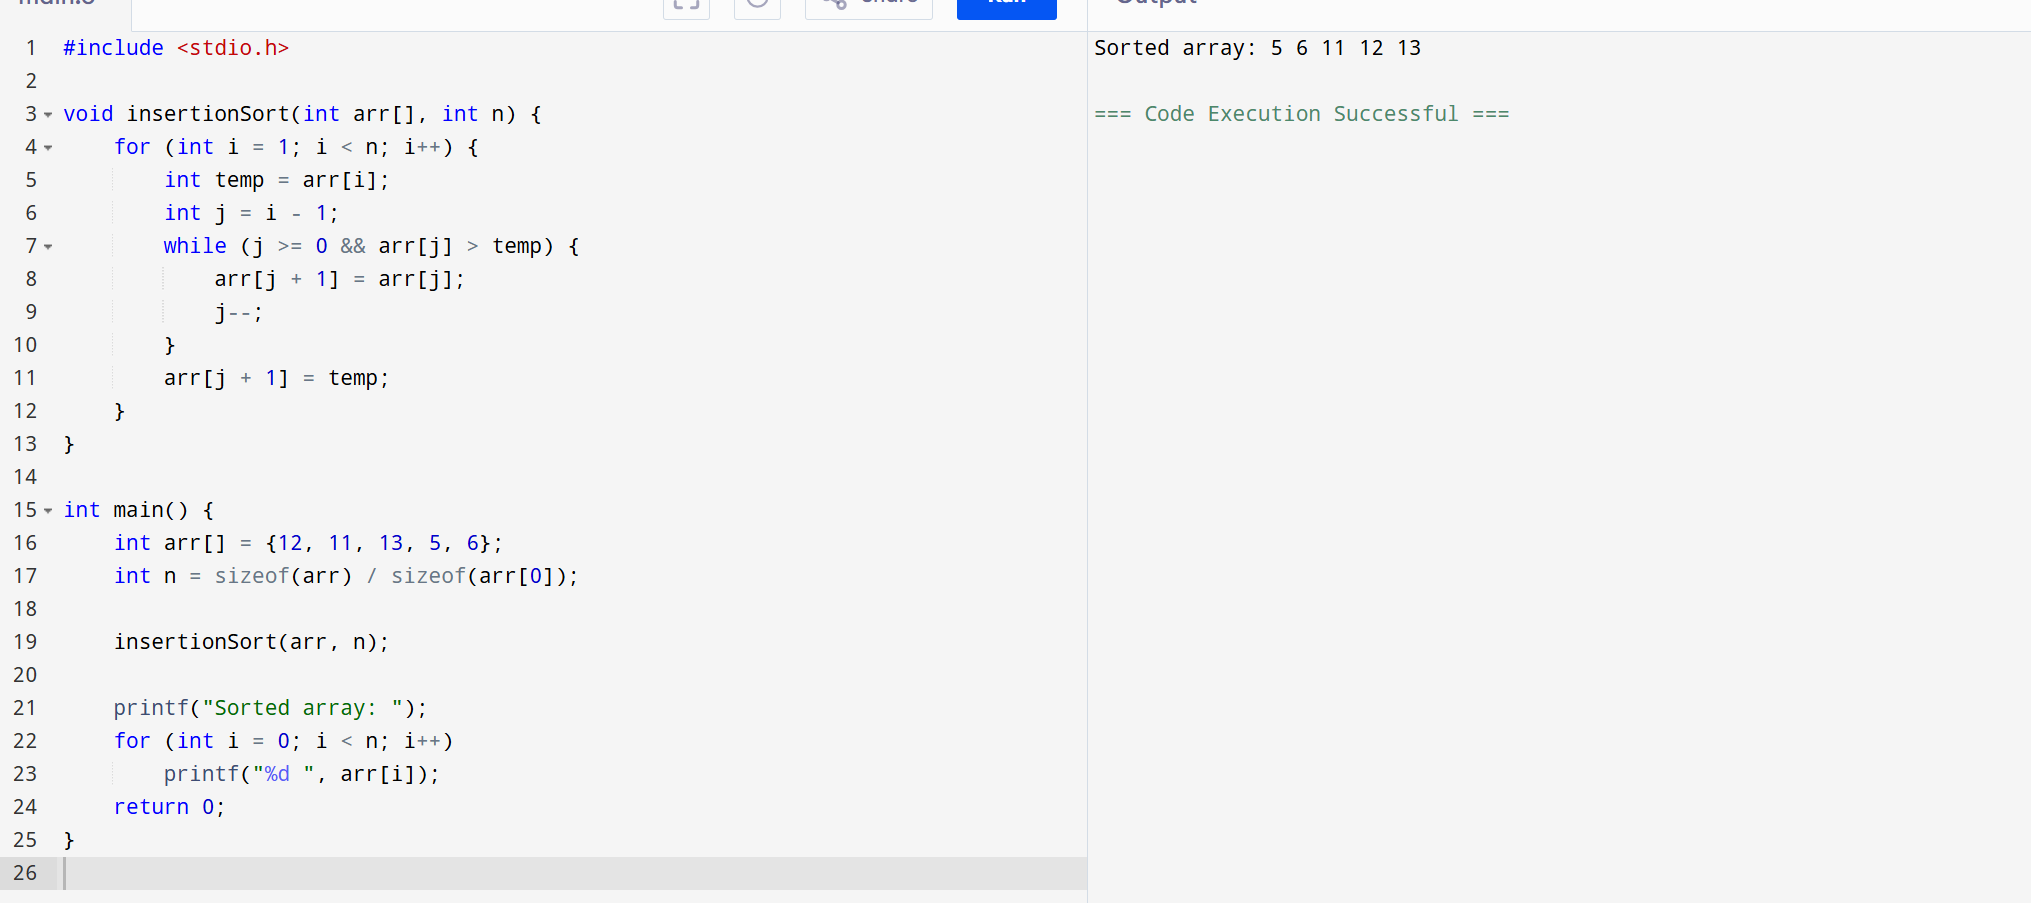 #include <stdio.h>

void insertionSort(int arr[], int n) {
    for (int i = 1; i < n; i++) {
        int temp = arr[i];
        int j = i - 1;
        while (j >= 0 && arr[j] > temp) {
            arr[j + 1] = arr[j];
            j--;
        }
        arr[j + 1] = temp;
    }
}

int main() {
    int arr[] = {12, 11, 13, 5, 6};
    int n = sizeof(arr) / sizeof(arr[0]);

    insertionSort(arr, n);

    printf("Sorted array: ");
    for (int i = 0; i < n; i++)
        printf("%d ", arr[i]);
    return 0;
}
1
2
3
4
5
6
7
8
9
10
11
12
13
14
15
16
17
18
19
20
21
22
23
24
25
26
Sorted array: 5 6 11 12 13
=== Code Execution Successful ===